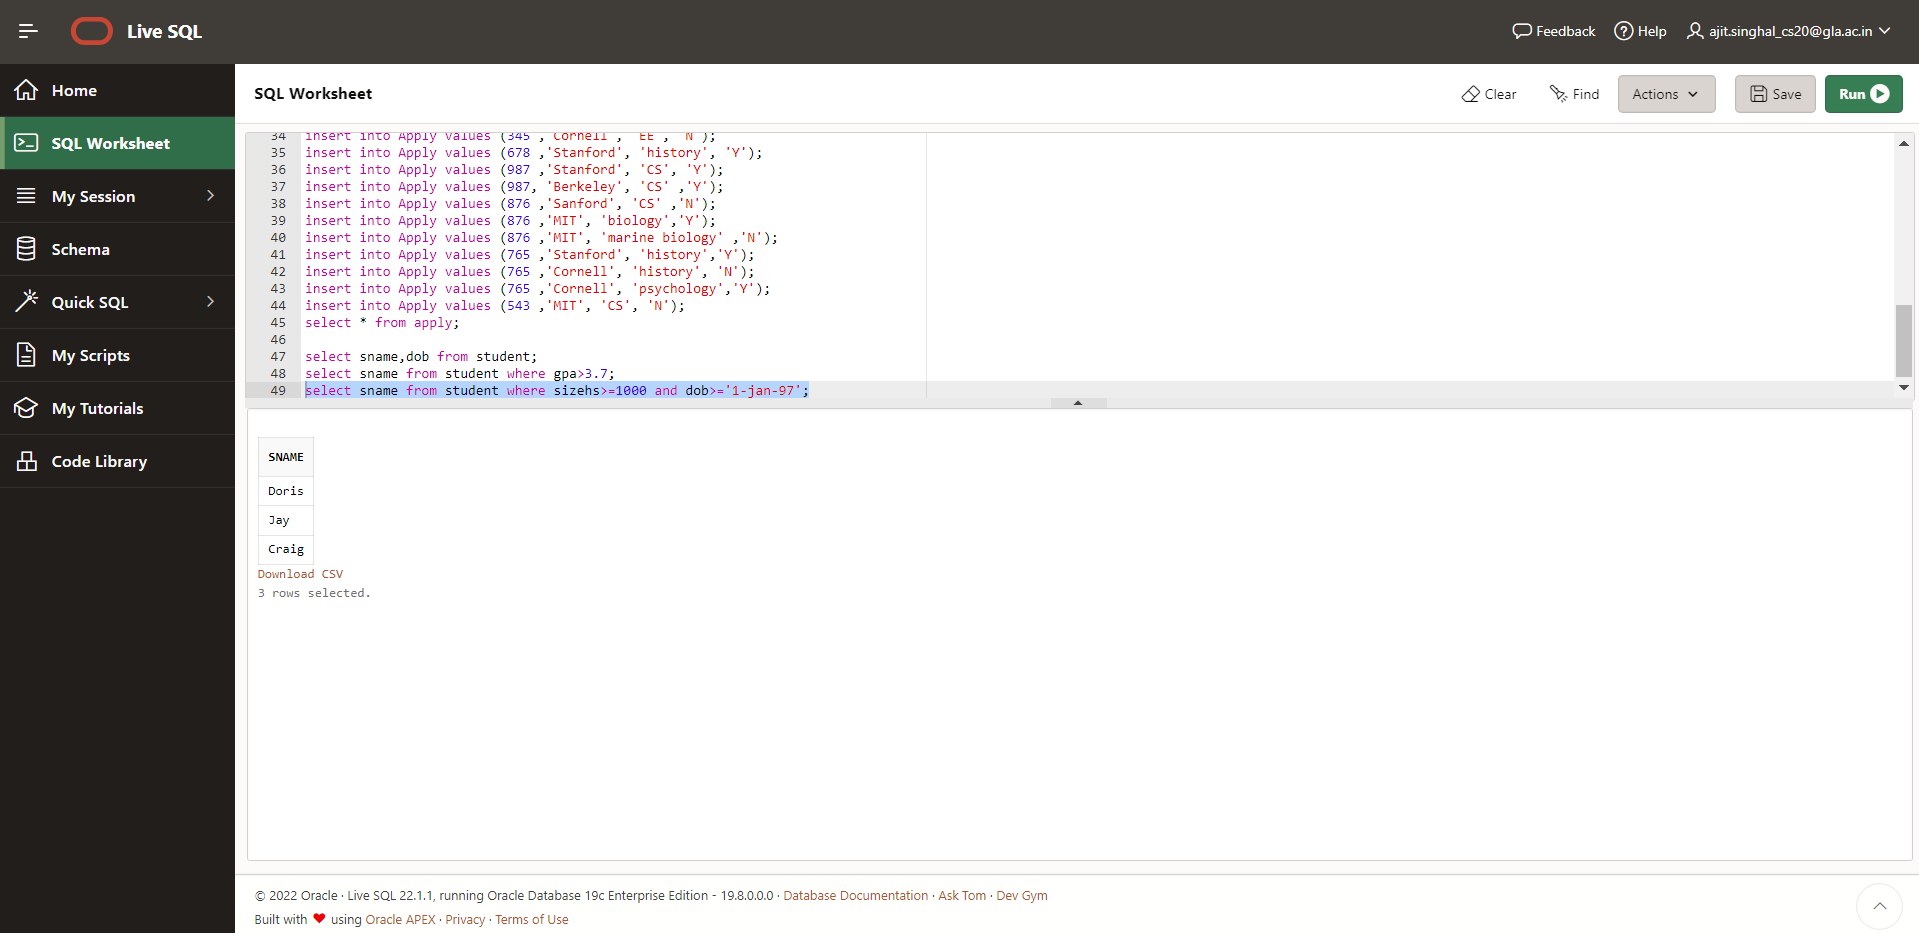 Live SQL
Feedback
Help
ajit.singhal_cs20@gla.ac.in
Home
SQL Worksheet
My Session
Schema
Quick SQL
My Scripts
My Tutorials
Code Library
SQL Worksheet
Clear
Find
Actions
Save
Run
34 insert into Apply values (345 ,'Cornell', 'EE', 'N');
35 insert into Apply values (678 ,'Stanford', 'history', 'Y');
36 insert into Apply values (987 ,'Stanford', 'CS', 'Y');
37 insert into Apply values (987, 'Berkeley', 'CS' ,'Y');
38 insert into Apply values (876 ,'Sanford', 'CS' ,'N');
39 insert into Apply values (876 ,'MIT', 'biology','Y');
40 insert into Apply values (876 ,'MIT', 'marine biology' ,'N');
41 insert into Apply values (765 ,'Stanford', 'history','Y');
42 insert into Apply values (765 ,'Cornell', 'history', 'N');
43 insert into Apply values (765 ,'Cornell', 'psychology','Y');
44 insert into Apply values (543 ,'MIT', 'CS', 'N');
45 select * from apply;
46
47 select sname,dob from student;
48 select sname from student where gpa>3.7;
49 select sname from student where sizehs>=1000 and dob>='1-jan-97';
SNAME
Doris
Jay
Craig
Download CSV
3 rows selected.
© 2022 Oracle · Live SQL 22.1.1, running Oracle Database 19c Enterprise Edition - 19.8.0.0.0 · Database Documentation · Ask Tom · Dev Gym
Built with ❤ using Oracle APEX · Privacy · Terms of Use